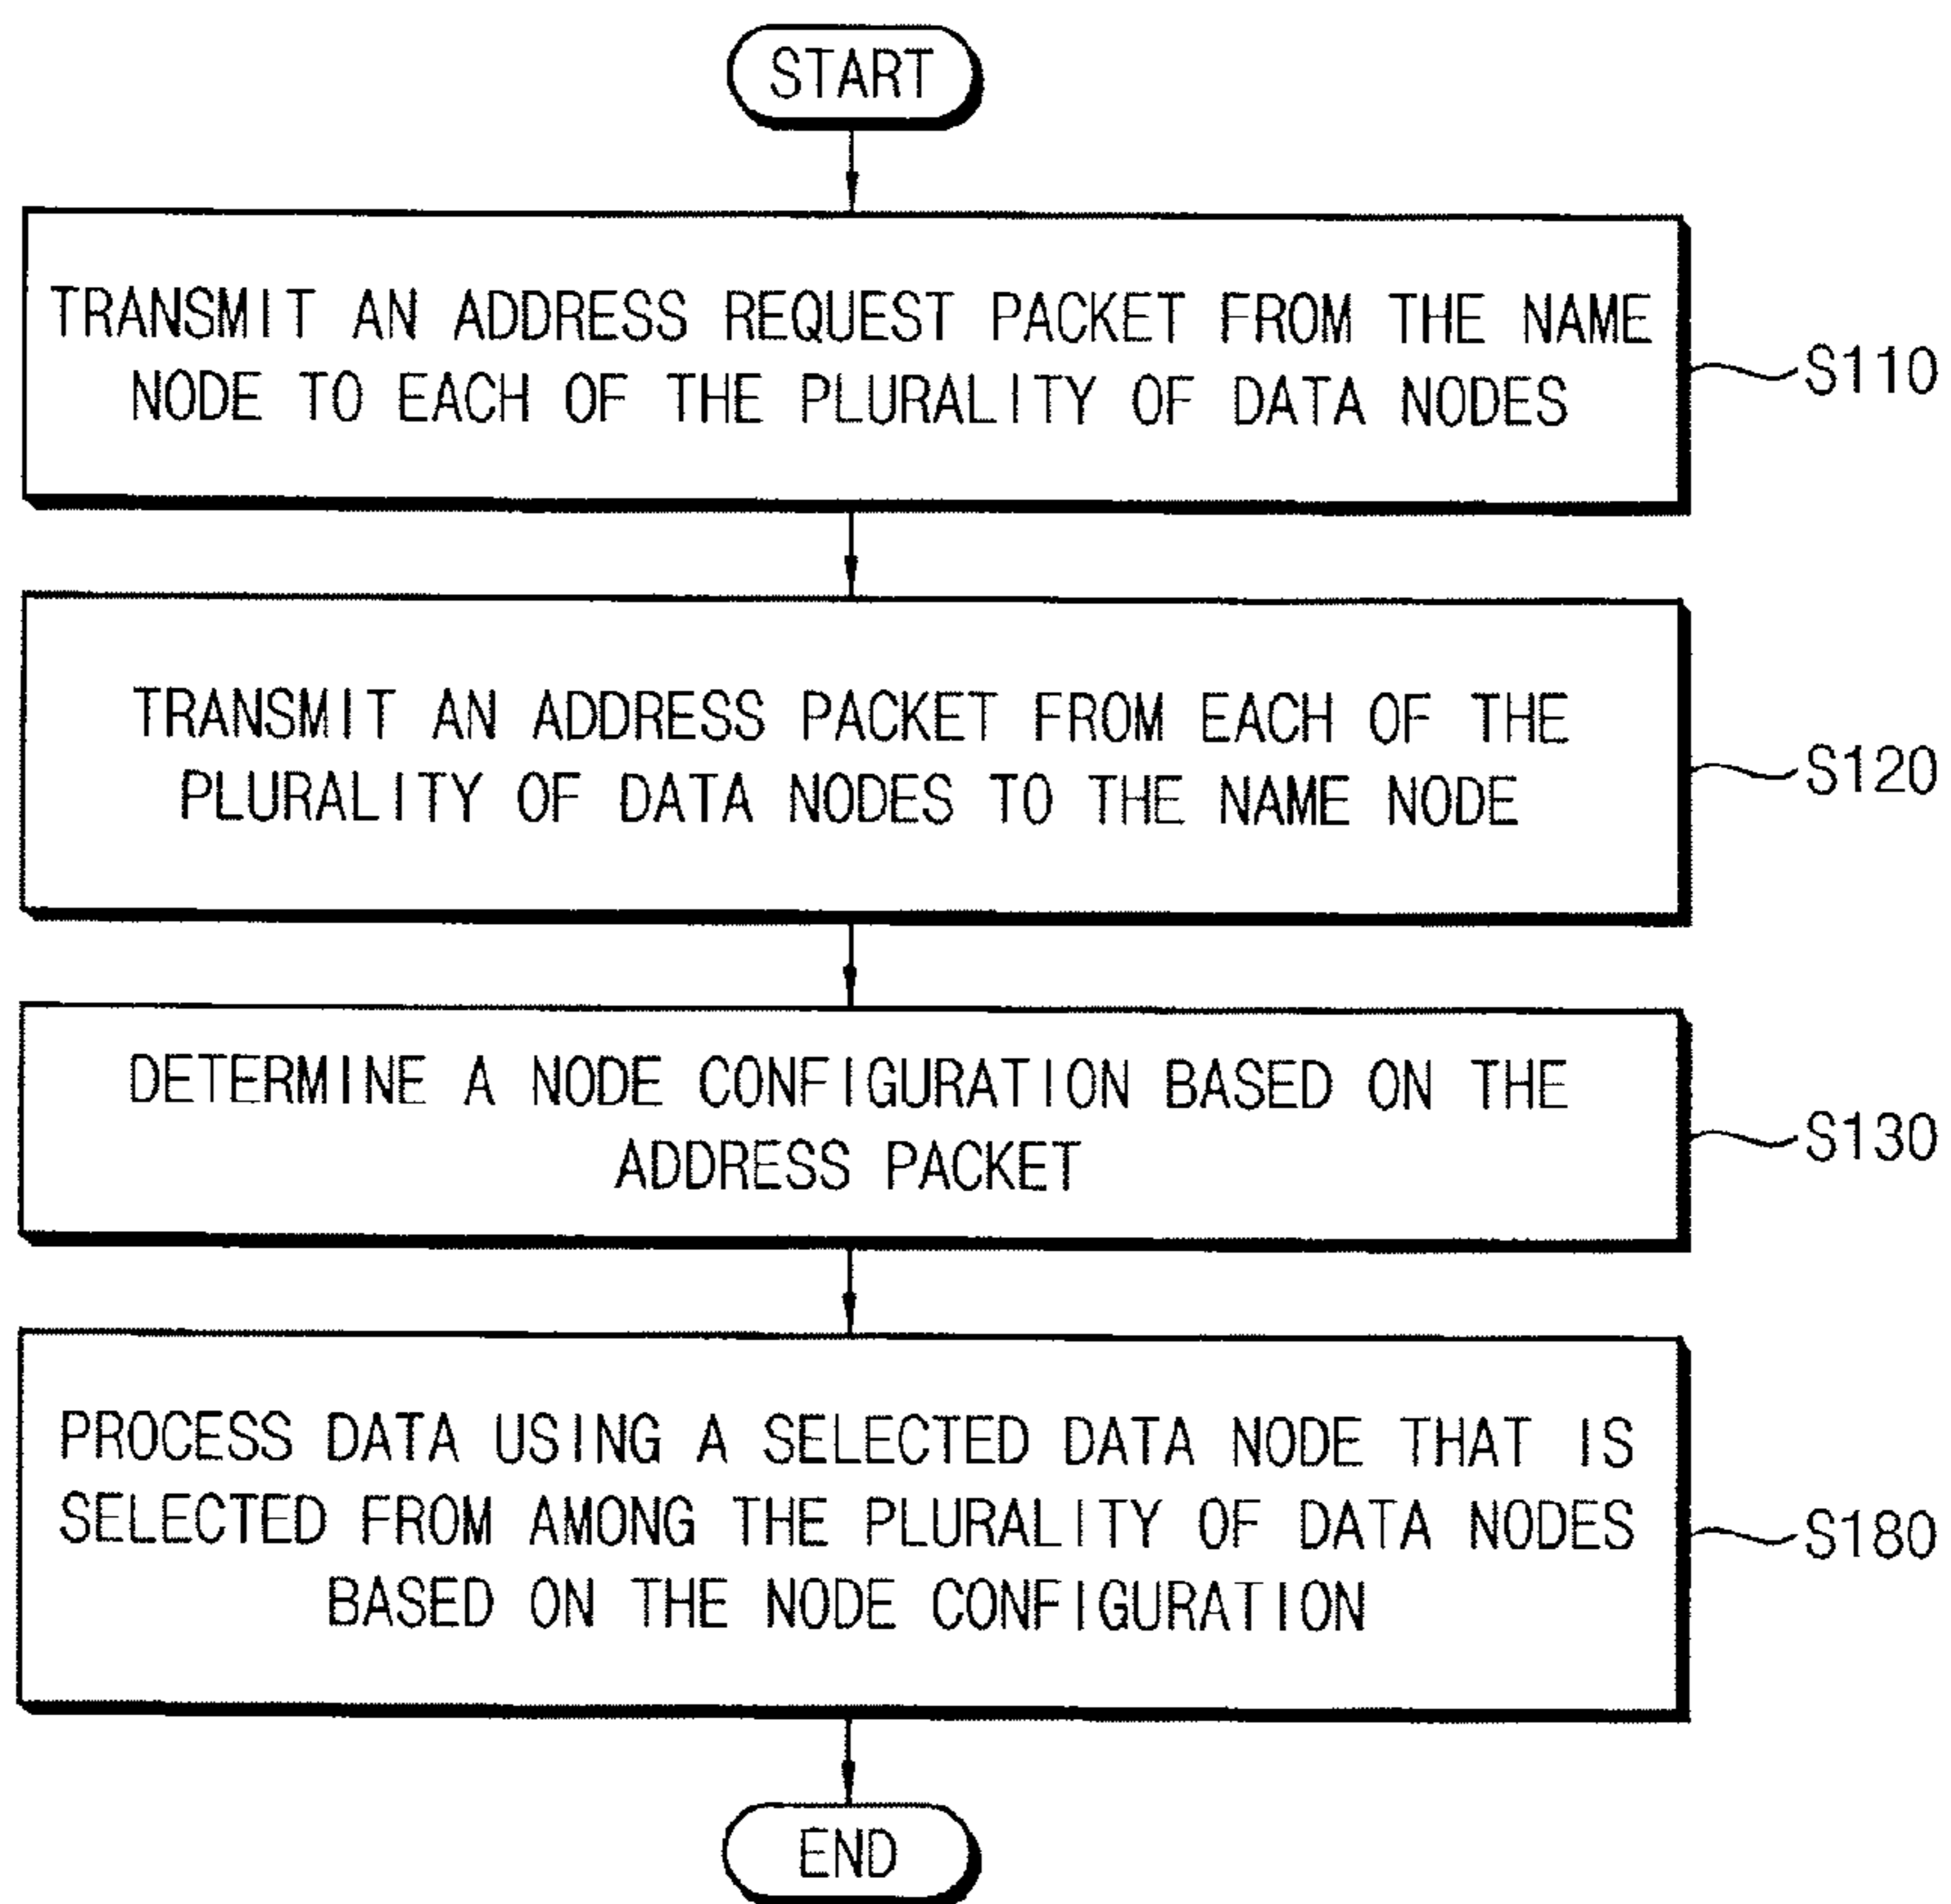 START
TRANSMIT AN ADDRESS REQUEST PACKET FROM THE NAME
NODE TO EACH OF THE PLURALITY OF DATA NODES
S110
TRANSMIT AN ADDRESS PACKET FROM EACH OF THE
PLURALITY OF DATA NODES TO THE NAME NODE
S120
DETERMINE A NODE CONFIGURATION BASED ON THE
ADDRESS PACKET
S130
PROCESS DATA USING A SELECTED DATA NODE THAT IS
SELECTED FROM AMONG THE PLURALITY OF DATA NODES
BASED ON THE NODE CONFIGURATION
S180
END